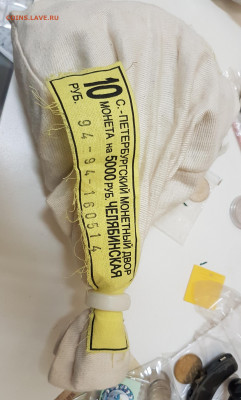 COINS.LAVE.RU
10 С.-ПЕТЕРБУРГСКИЙ МОНЕТНЫЙ ДВОР
МОНЕТА на 5000 РУБ. ЧЕЛЯБИНСКАЯ
РУБ. 94-94-160514